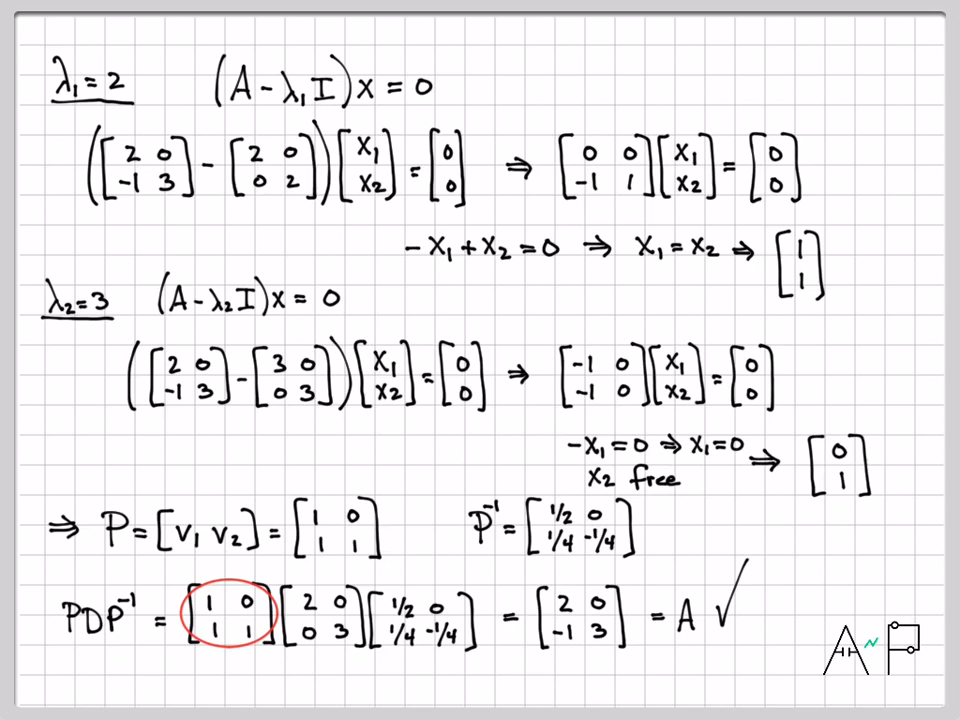 λ₁=2 (A-λ₁I)x=0
([2 0; -1 3] - [2 0; 0 2])[x₁; x₂] = [0; 0] ⇒ [0 0; -1 1][x₁; x₂] = [0; 0]
-x₁+x₂=0 ⇒ x₁=x₂ ⇒ [1; 1]
λ₂=3 (A-λ₂I)x=0
([2 0; -1 3] - [3 0; 0 3])[x₁; x₂] = [0; 0] ⇒ [-1 0; -1 0][x₁; x₂] = [0; 0]
-x₁=0 ⇒ x₁=0 ⇒ [0; 1]
x₂ free
⇒ P=[v₁ v₂]=[1 0; 1 1] P⁻¹=[1/2 0; 1/4 -1/4]
PDP⁻¹ = [1 0; 1 1][2 0; 0 3][1/2 0; 1/4 -1/4] = [2 0; -1 3] = A ✓
A~P